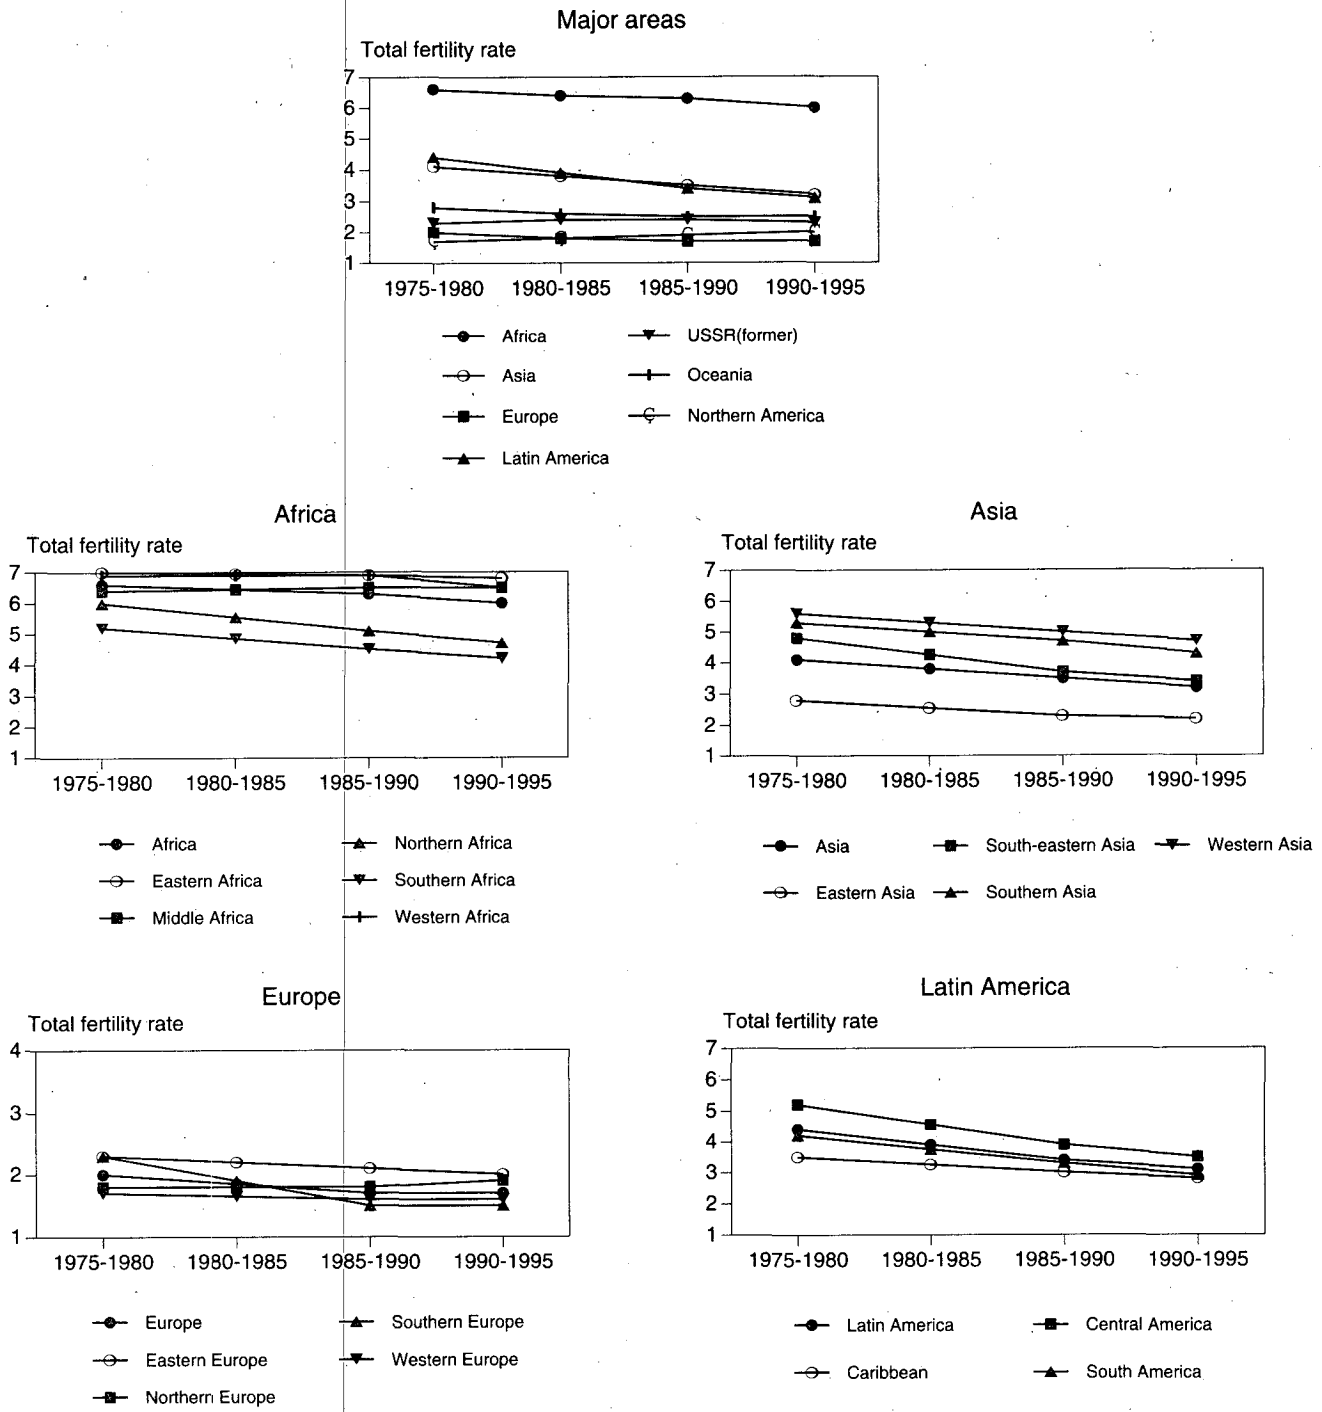 Major areas
Total fertility rate
7
6
5
4
3
2
1
1975-1980 1980-1985 1985-1990 1990-1995
Africa USSR(former)
Asia Oceania
Europe Northern America
Latin America
Africa
Total fertility rate
7
6
5
4
3
2
1
1975-1980 1980-1985 1985-1990 1990-1995
Africa Northern Africa
Eastern Africa Southern Africa
Middle Africa Western Africa
Asia
Total fertility rate
7
6
5
4
3
2
1
1975-1980 1980-1985 1985-1990 1990-1995
Asia South-eastern Asia Western Asia
Eastern Asia Southern Asia
Europe
Total fertility rate
4
3
2
1
1975-1980 1980-1985 1985-1990 1990-1995
Europe Southern Europe
Eastern Europe Western Europe
Northern Europe
Latin America
Total fertility rate
7
6
5
4
3
2
1
1975-1980 1980-1985 1985-1990 1990-1995
Latin America Central America
Caribbean South America